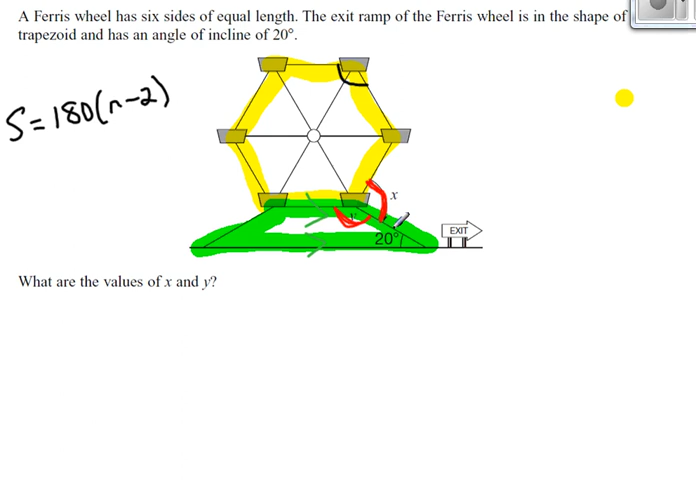 A Ferris wheel has six sides of equal length. The exit ramp of the Ferris wheel is in the shape of
trapezoid and has an angle of incline of 20°.
S=180(n-2)
x
y°
20°
EXIT
What are the values of x and y?